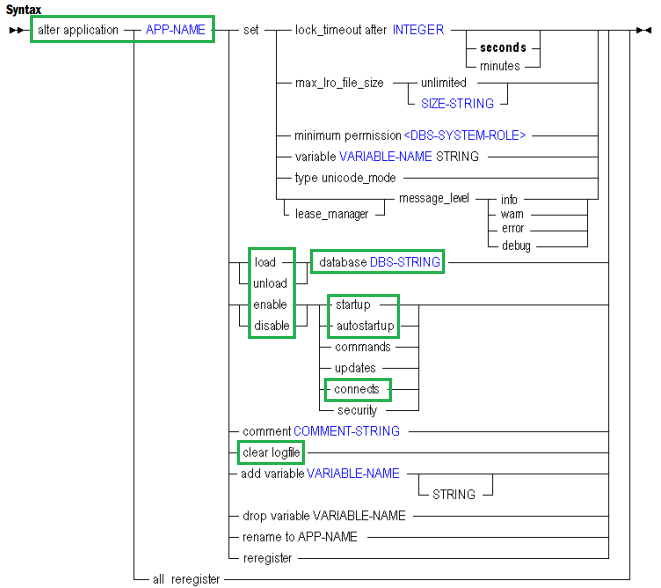 Syntax
alter application APP-NAME set lock_timeout after INTEGER
seconds
minutes
max_lro_file_size unlimited
SIZE-STRING
minimum permission <DBS-SYSTEM-ROLE>
variable VARIABLE-NAME STRING
type unicode_mode
message_level info
lease_manager warn
error
debug
load database DBS-STRING
unload
enable startup
disable autostartup
commands
updates
connects
security
comment COMMENT-STRING
clear logfile
add variable VARIABLE-NAME
STRING
drop variable VARIABLE-NAME
rename to APP-NAME
reregister
all reregister